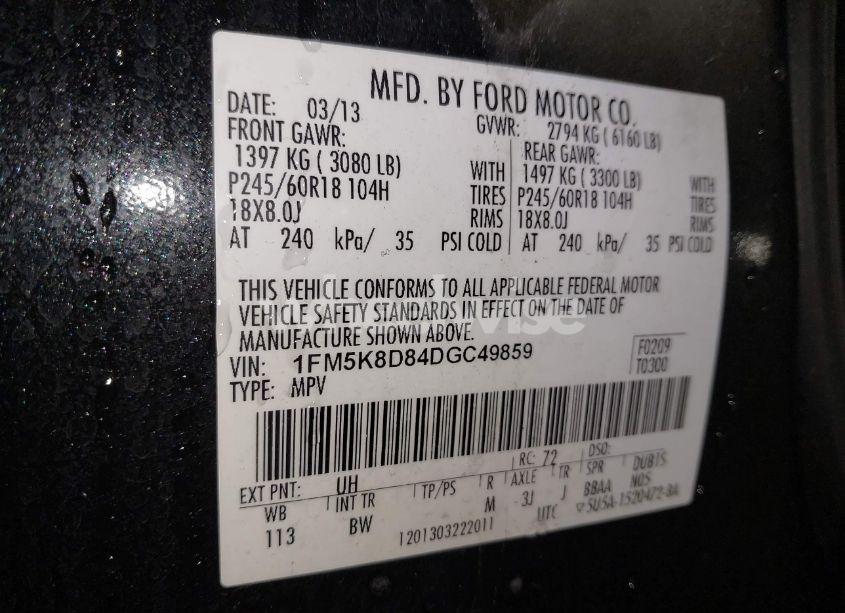 MFD. BY FORD MOTOR CO.
DATE: 03/13 GVWR: 2794 KG ( 6160 LB)
FRONT GAWR: REAR GAWR:
1397 KG ( 3080 LB) WITH 1497 KG ( 3300 LB) WITH
P245/60R18 104H TIRES P245/60R18 104H TIRES
18X8.0J RIMS 18X8.0J RIMS
AT 240 kPa/ 35 PSI COLD AT 240 kPa/ 35 PSI COLD
THIS VEHICLE CONFORMS TO ALL APPLICABLE FEDERAL MOTOR
VEHICLE SAFETY STANDARDS IN EFFECT ON THE DATE OF
MANUFACTURE SHOWN ABOVE.
VIN: 1FM5K8D84DGC49859 F0209
TYPE: MPV T0300
EXT PNT: UH RC: 72 DSO:
WB INT TR TP/PS R AXLE TR SPR DUBTS
113 BW M 3J J BBAA NOS
1201303222011 UTC 5U5A-1520472-BA